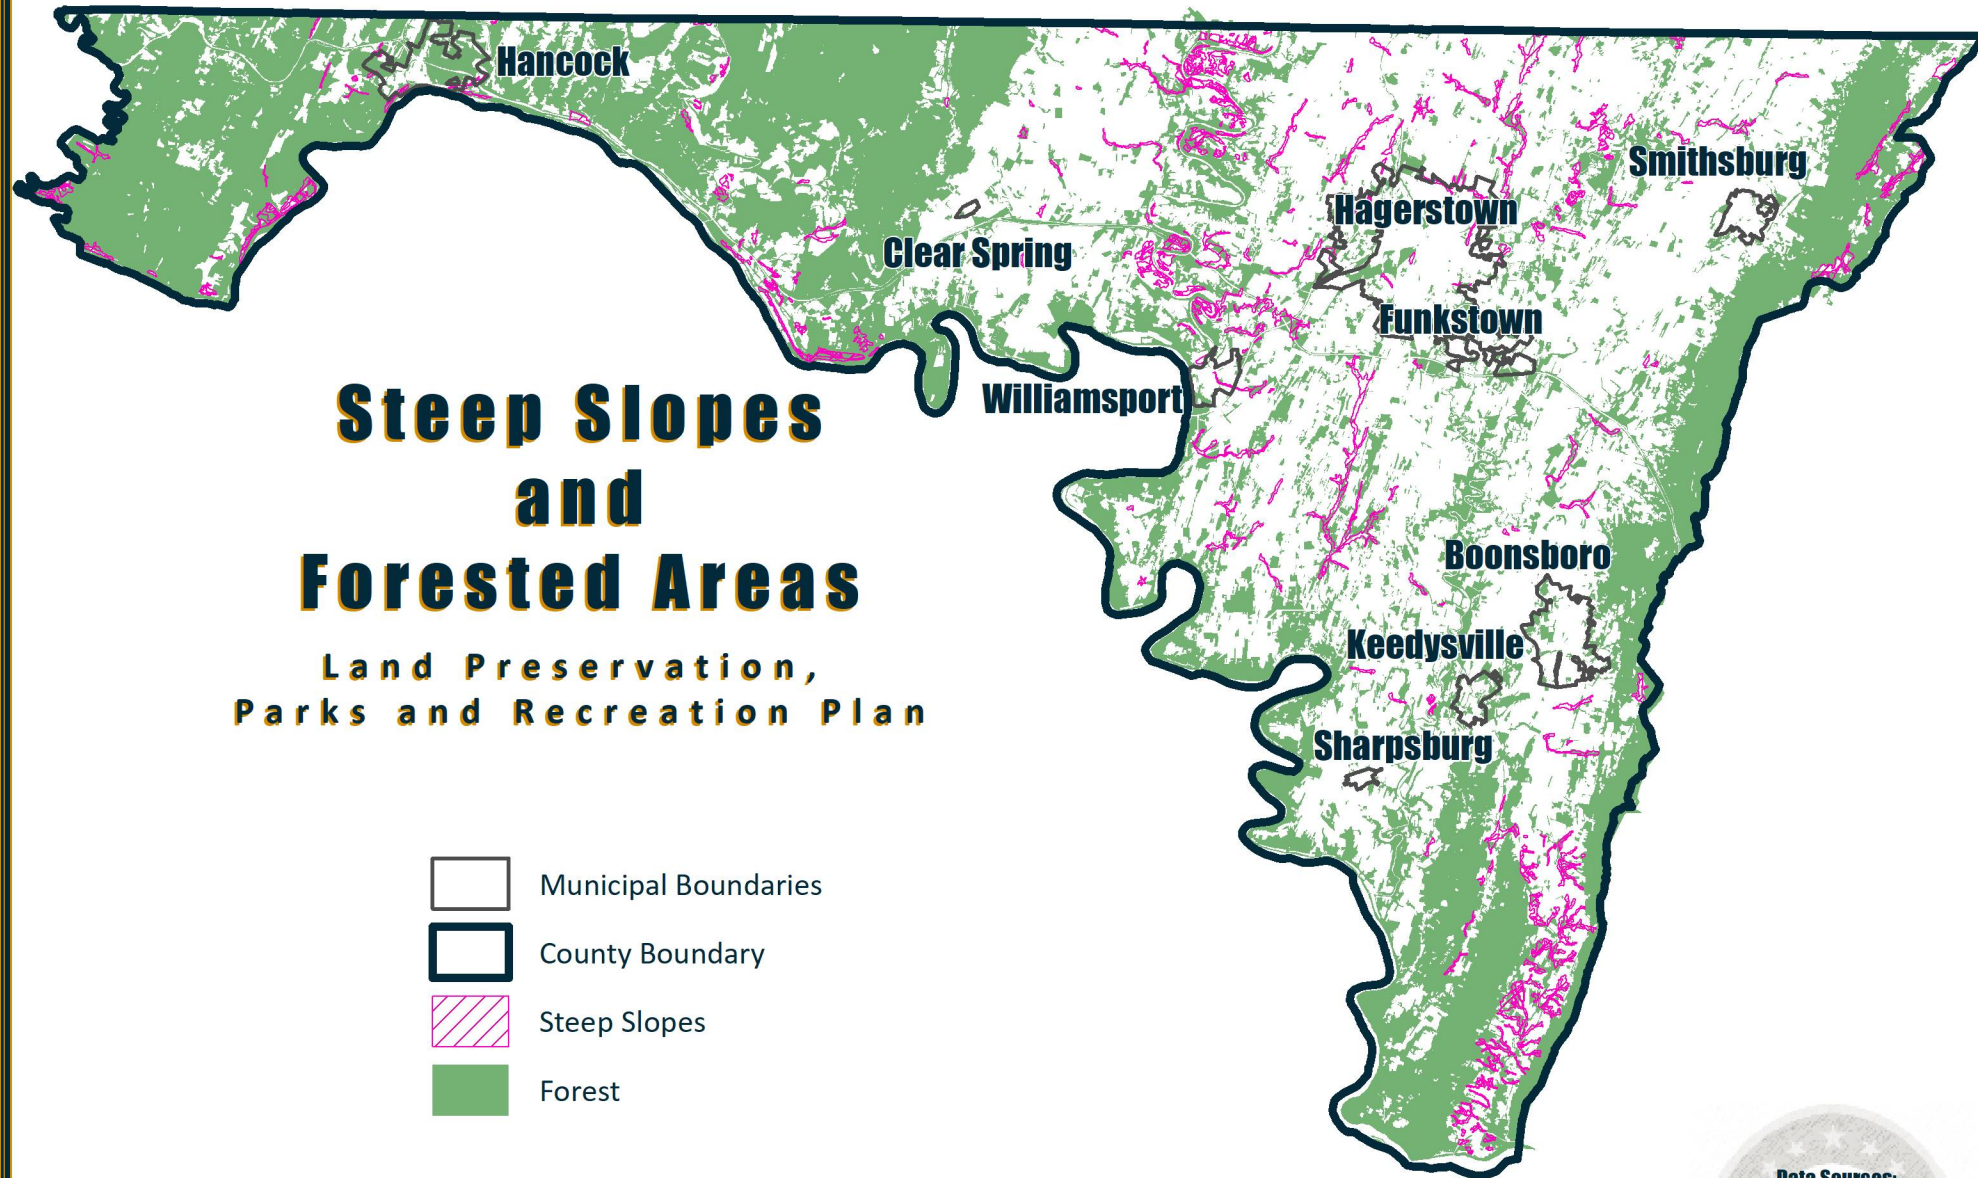 Hancock
Smithsburg
Hagerstown
Clear Spring
Funkstown
Williamsport
Boonsboro
Keedysville
Sharpsburg
Steep Slopes
and
Forested Areas
Land Preservation,
Parks and Recreation Plan
Municipal Boundaries
County Boundary
Steep Slopes
Forest
Data Sources: